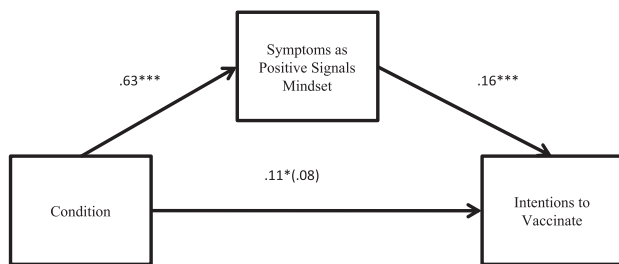 Symptoms as
Positive Signals
Mindset
.63***
.16***
.11*(.08)
Condition
Intentions to
Vaccinate